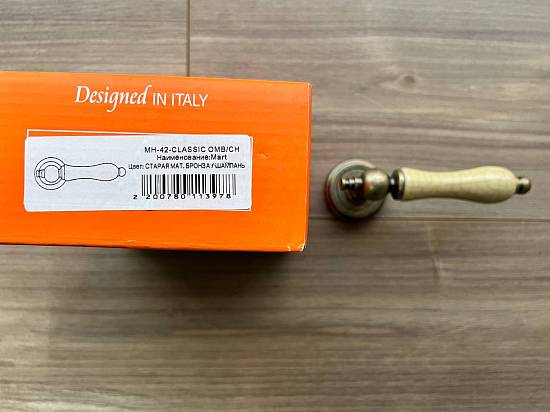 Designed IN ITALY
MH-42-CLASSIC OMB/CH
Наименование:Mart
Цвет: СТАРАЯ МАТ. БРОНЗА / ШАМПАНЬ
2 200780 113978